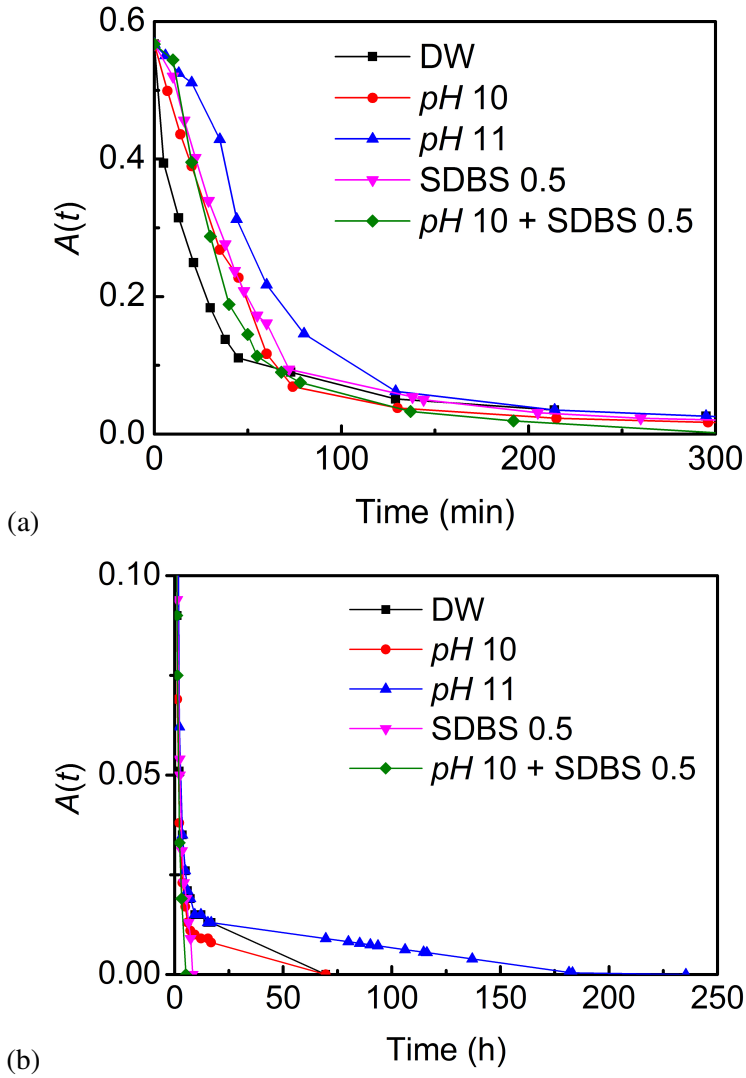 0.6
0.4
0.2
0.0
A(t)
DW
pH 10
pH 11
SDBS 0.5
pH 10 + SDBS 0.5
0
100
200
300
Time (min)
(a)
0.10
0.05
0.00
A(t)
DW
pH 10
pH 11
SDBS 0.5
pH 10 + SDBS 0.5
0
50
100
150
200
250
Time (h)
(b)